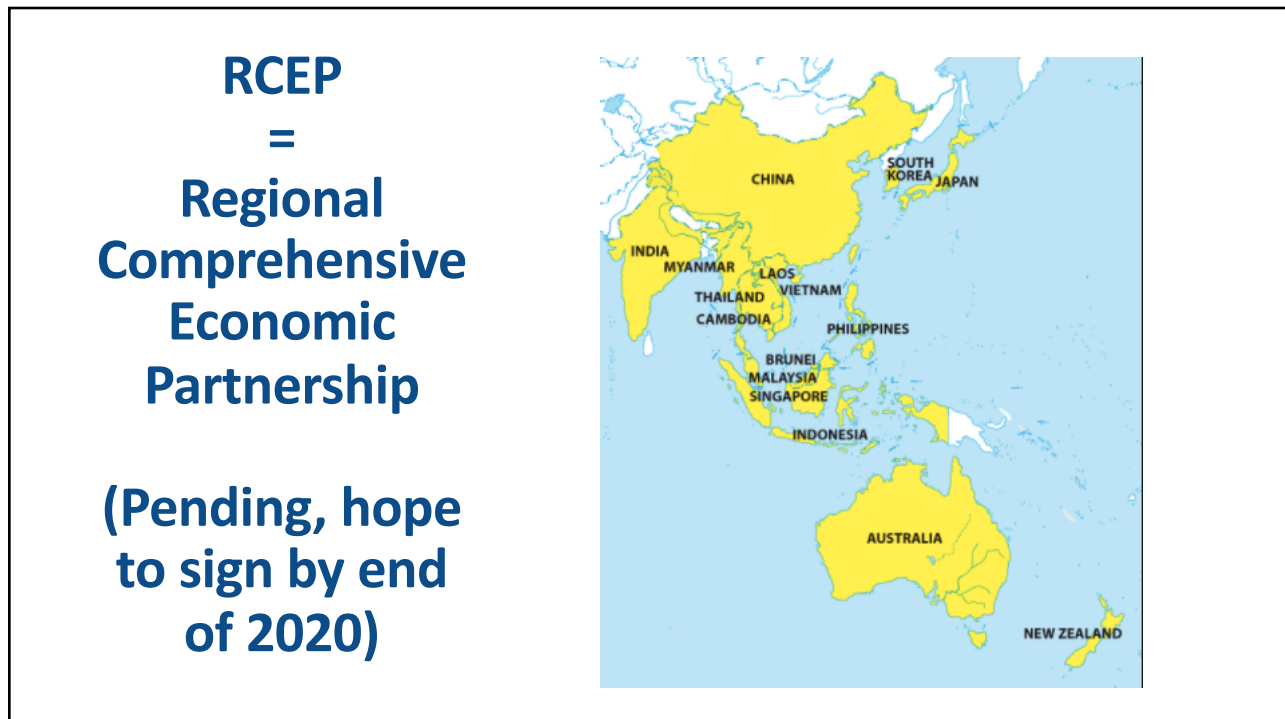 RCEP
=
Regional
Comprehensive
Economic
Partnership
(Pending, hope
to sign by end
of 2020)
CHINA
SOUTH
KOREA
JAPAN
INDIA
MYANMAR
LAOS
THAILAND
VIETNAM
CAMBODIA
PHILIPPINES
BRUNEI
MALAYSIA
SINGAPORE
INDONESIA
AUSTRALIA
NEW ZEALAND